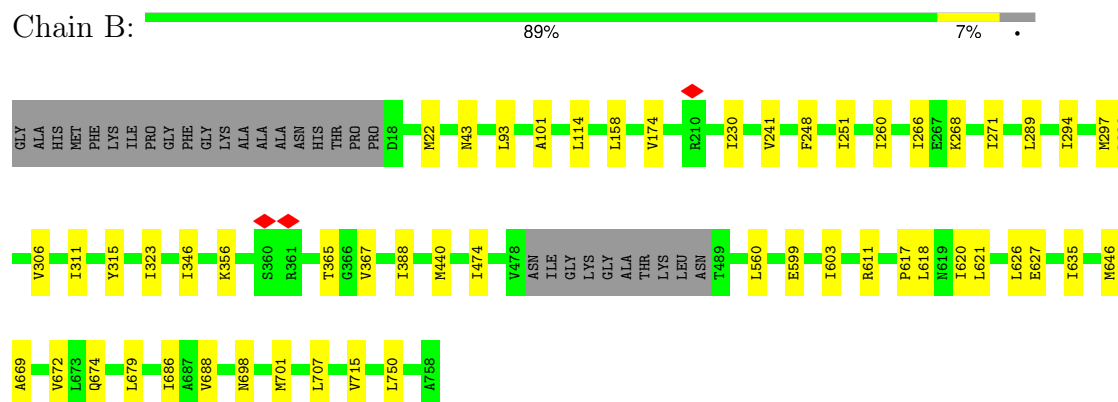 Chain B:
89% 7% •
GLY ALA HIS MET PHE LYS ILE PRO GLY PHE GLY LYS ALA ALA ALA ASN HIS THR PRO PRO D18 M22 N43 L93 A101 L114 L158 V174 R210 I230 V241 F248 I251 I260 I266 E267 K268 I271 L289 I294 M297
V306 I311 Y315 I323 I346 K356 S360 R361 T365 G366 V367 I388 M440 I474 V478 ASN ILE GLY LYS GLY ALA THR LYS LEU ASN T489 L560 E599 I603 R611 P617 L618 N619 I620 L621 L626 E627 I635 M646
A669 V672 L673 Q674 L679 I686 A687 V688 N698 M701 L707 V715 L750 A758